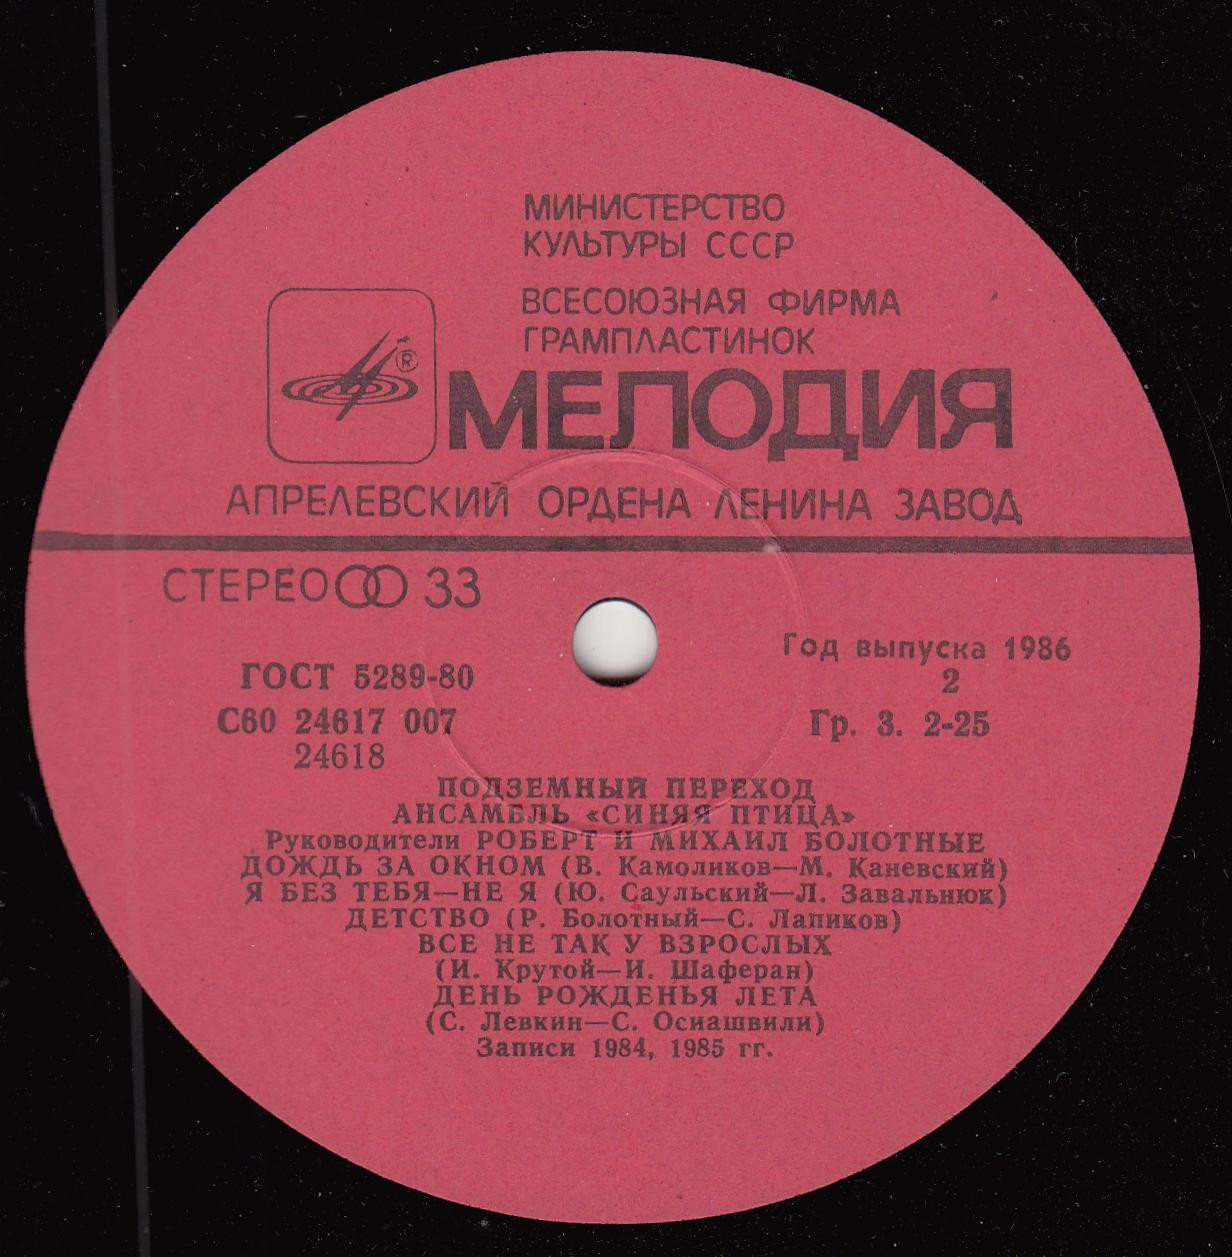 МИНИСТЕРСТВО
КУЛЬТУРЫ СССР
ВСЕСОЮЗНАЯ ФИРМА
ГРАМПЛАСТИНОК
®
МЕЛОДИЯ
АПРЕЛЕВСКИЙ ОРДЕНА ЛЕНИНА ЗАВОД
СТЕРЕО 33
Год выпуска 1986
ГОСТ 5289-80
2
С60 24617 007
Гр. 3. 2-25
24618
ПОДЗЕМНЫЙ ПЕРЕХОД
АНСАМБЛЬ «СИНЯЯ ПТИЦА»
Руководители РОБЕРТ И МИХАИЛ БОЛОТНЫЕ
ДОЖДЬ ЗА ОКНОМ (В. Камоликов—М. Каневский)
Я БЕЗ ТЕБЯ—НЕ Я (Ю. Саульский—Л. Завальнюк)
ДЕТСТВО (Р. Болотный—С. Лапиков)
ВСЕ НЕ ТАК У ВЗРОСЛЫХ
(И. Крутой—И. Шаферан)
ДЕНЬ РОЖДЕНЬЯ ЛЕТА
(С. Левкин—С. Осиашвили)
Записи 1984, 1985 гг.